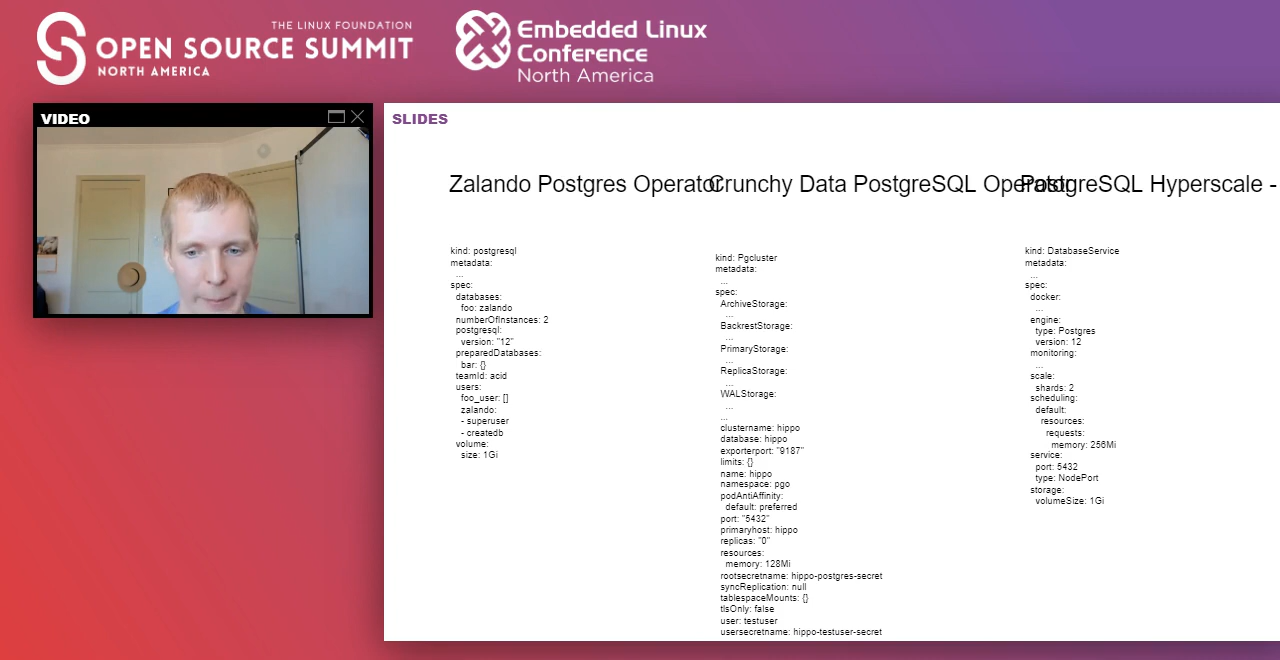 THE LINUX FOUNDATION
OPEN SOURCE SUMMIT
NORTH AMERICA
Embedded Linux
Conference
North America
VIDEO
SLIDES
Zalando Postgres Operator
kind: postgresql
metadata:
...
spec:
databases:
foo: zalando
numberOfInstances: 2
postgresql:
version: "12"
preparedDatabases:
bar: {}
teamId: acid
users:
foo_user: []
zalando:
- superuser
- createdb
volume:
size: 1Gi
Crunchy Data PostgreSQL Operator
kind: Pgcluster
metadata:
...
spec:
ArchiveStorage:
...
BackrestStorage:
...
PrimaryStorage:
...
ReplicaStorage:
...
WALStorage:
...
...
clustername: hippo
database: hippo
exporterport: "9187"
limits: {}
name: hippo
namespace: pgo
podAntiAffinity:
default: preferred
port: "5432"
primaryhost: hippo
replicas: "0"
resources:
memory: 128Mi
rootsecretname: hippo-postgres-secret
syncReplication: null
tablespaceMounts: {}
tlsOnly: false
user: testuser
usersecretname: hippo-testuser-secret
PostgreSQL Hyperscale -
kind: DatabaseService
metadata:
...
spec:
docker:
...
engine:
type: Postgres
version: 12
monitoring:
...
scale:
shards: 2
scheduling:
default:
resources:
requests:
memory: 256Mi
service:
port: 5432
type: NodePort
storage:
volumeSize: 1Gi